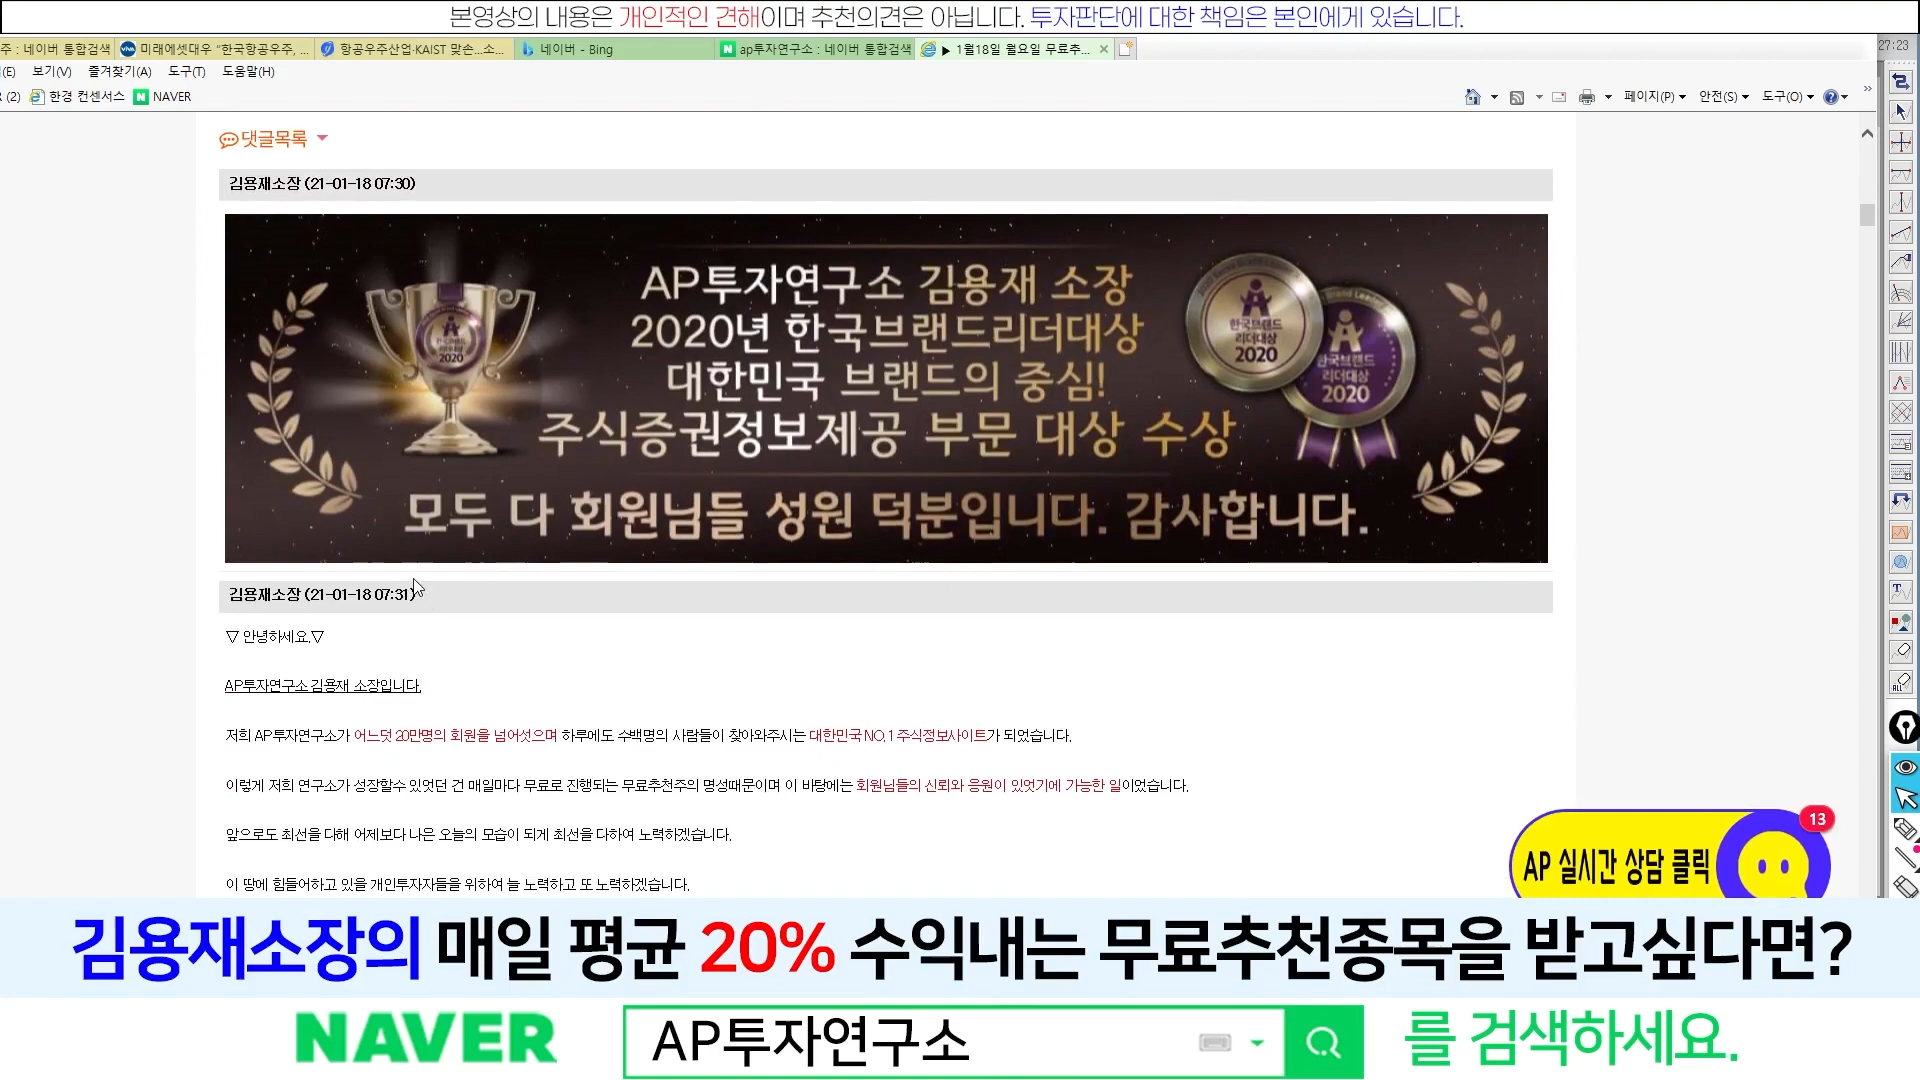 본영상의 내용은 개인적인 견해이며 추천의견은 아닙니다. 투자판단에 대한 책임은 본인에게 있습니다.
주 : 네이버 통합검색
미래에셋대우 "한국항공우주, ...
항공우주산업·KAIST 맞손...소...
네이버 - Bing
ap투자연구소 : 네이버 통합검색
▶ 1월18일 월요일 무료추...
27:23
(E) 보기(V) 즐겨찾기(A) 도구(T) 도움말(H)
(2) 한경 컨센서스 N NAVER
페이지(P) 안전(S) 도구(O)
댓글목록
김용재소장 (21-01-18 07:30)
AP투자연구소 김용재 소장
2020년 한국브랜드리더대상
대한민국 브랜드의 중심!
주식증권정보제공 부문 대상 수상
모두 다 회원님들 성원 덕분입니다. 감사합니다.
한국브랜드
리더대상
2020
한국브랜드
리더대상
2020
한국브랜드
리더대상
2020
김용재소장 (21-01-18 07:31)
▽ 안녕하세요.▽
AP투자연구소 김용재 소장입니다.
저희 AP투자연구소가 어느덧 20만명의 회원을 넘어섯으며 하루에도 수백명의 사람들이 찾아와주시는 대한민국 NO.1 주식정보사이트가 되었습니다.
이렇게 저희 연구소가 성장할수 있엇던 건 매일마다 무료로 진행되는 무료추천주의 명성때문이며 이 바탕에는 회원님들의 신뢰와 응원이 있엇기에 가능한 일이었습니다.
앞으로도 최선을 다해 어제보다 나은 오늘의 모습이 되게 최선을 다하여 노력하겠습니다.
이 땅에 힘들어하고 있을 개인투자자들을 위하여 늘 노력하고 또 노력하겠습니다.
AP 실시간 상담 클릭
13
ALL
김용재소장의 매일 평균 20% 수익내는 무료추천종목을 받고싶다면?
NAVER AP투자연구소 를 검색하세요.